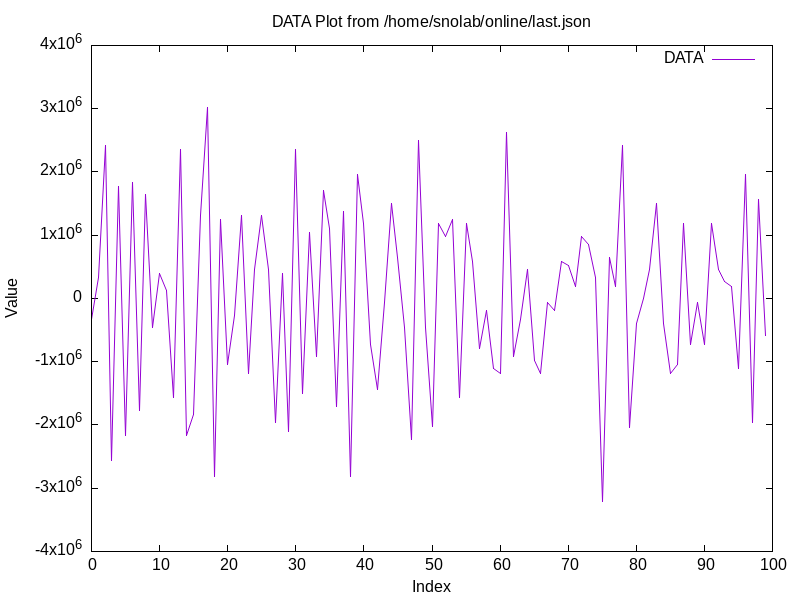 DATA Plot from /home/snolab/online/last.json
DATA
4x10⁶
3x10⁶
2x10⁶
1x10⁶
0
-1x10⁶
-2x10⁶
-3x10⁶
-4x10⁶
Value
0 10 20 30 40 50 60 70 80 90 100
Index